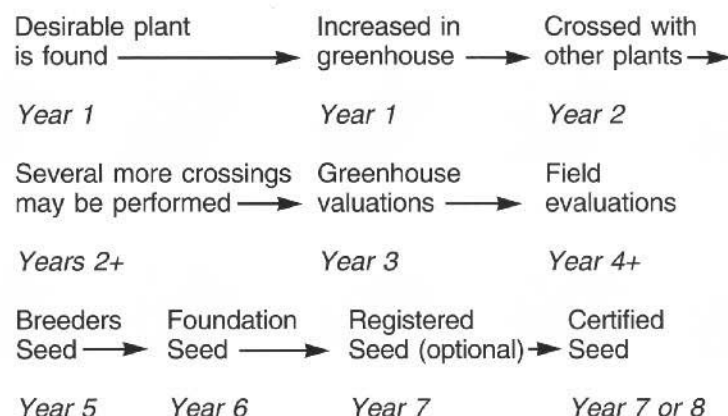 Desirable plant Increased in Crossed with
is found greenhouse other plants
Year 1 Year 1 Year 2
Several more crossings Greenhouse Field
may be performed valuations evaluations
Years 2+ Year 3 Year 4+
Breeders Foundation Registered Certified
Seed Seed Seed (optional) Seed
Year 5 Year 6 Year 7 Year 7 or 8